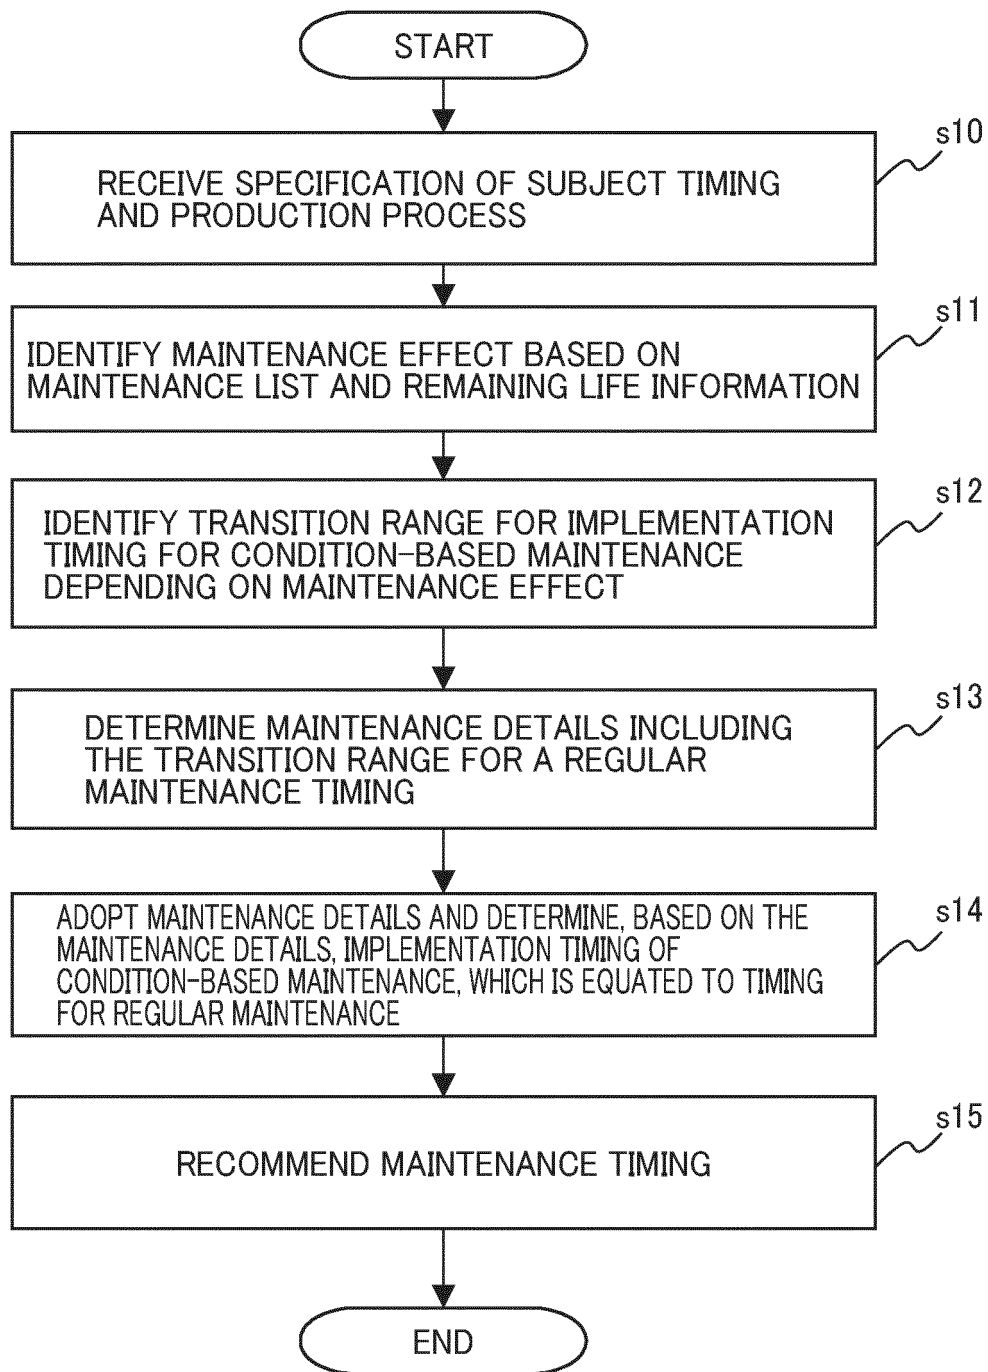 START
s10
RECEIVE SPECIFICATION OF SUBJECT TIMING
AND PRODUCTION PROCESS
s11
IDENTIFY MAINTENANCE EFFECT BASED ON
MAINTENANCE LIST AND REMAINING LIFE INFORMATION
s12
IDENTIFY TRANSITION RANGE FOR IMPLEMENTATION
TIMING FOR CONDITION-BASED MAINTENANCE
DEPENDING ON MAINTENANCE EFFECT
s13
DETERMINE MAINTENANCE DETAILS INCLUDING
THE TRANSITION RANGE FOR A REGULAR
MAINTENANCE TIMING
s14
ADOPT MAINTENANCE DETAILS AND DETERMINE, BASED ON THE
MAINTENANCE DETAILS, IMPLEMENTATION TIMING OF
CONDITION-BASED MAINTENANCE, WHICH IS EQUATED TO TIMING
FOR REGULAR MAINTENANCE
s15
RECOMMEND MAINTENANCE TIMING
END